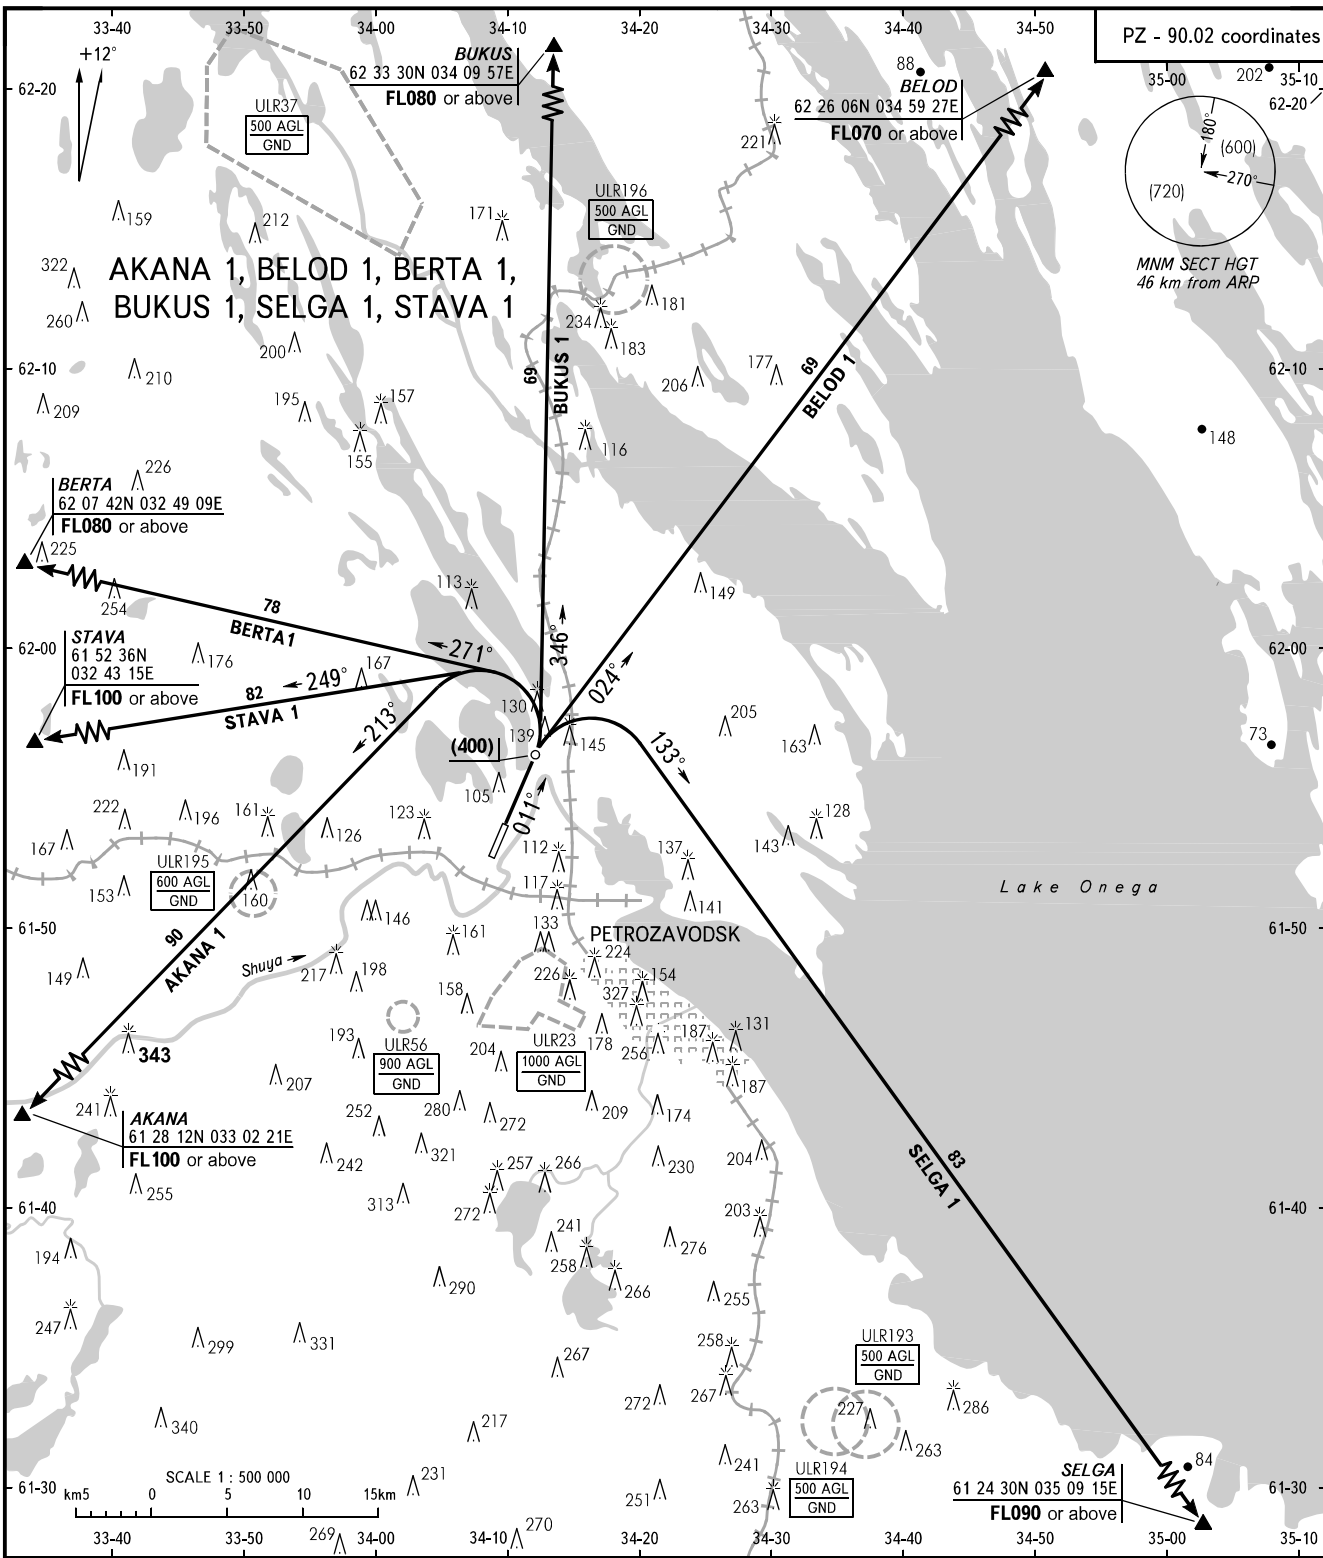 33-40 33-50 34-00 34-10 34-20 34-30 34-40 34-50
PZ - 90.02 coordinates
35-00 202 35-10
62-20
+12°
62-20
BUKUS
62 33 30N 034 09 57E
FL080 or above
88
BELOD
62 26 06N 034 59 27E
FL070 or above
ULR37
500 AGL
GND
221
180°
(600)
270°
(720)
MNM SECT HGT
46 km from ARP
ULR196
500 AGL
GND
159
212
171
322
AKANA 1, BELOD 1, BERTA 1,
BUKUS 1, SELGA 1, STAVA 1
260
181
234
183
200
62-10
210
69
BUKUS 1
206
177
69
BELOD 1
62-10
209
195
157
155
116
148
226
BERTA
62 07 42N 032 49 09E
FL080 or above
225
254
113
149
78
BERTA1
62-00
STAVA
61 52 36N
032 43 15E
FL100 or above
176
271°
346°
024°
62-00
167
249°
82
STAVA 1
213°
130
139
145
(400)
133°
205
163
73
191
105
011°
222
196
161
126
123
128
143
167
112
137
ULR195
600 AGL
GND
153
160
117
141
Lake Onega
146
61-50
90
AKANA 1
161
133
PETROZAVODSK
61-50
149
Shuya
217
198
224
226
154
158
327
343
193
ULR56
900 AGL
GND
204
ULR23
1000 AGL
GND
178
256
187
131
187
207
241
AKANA
61 28 12N 033 02 21E
FL100 or above
252
280
272
209
174
242
321
257
266
230
204
83
SELGA 1
255
313
272
61-40
203
61-40
194
241
258
276
290
266
255
247
299
331
258
ULR193
500 AGL
GND
267
267
272
227
286
340
217
263
241
ULR194
500 AGL
GND
263
SELGA
61 24 30N 035 09 15E
FL090 or above
84
61-30
SCALE 1 : 500 000
km5 0 5 10 15km
231
251
61-30
269
270
33-40 33-50 34-00 34-10 34-20 34-30 34-40 34-50 35-00 35-10